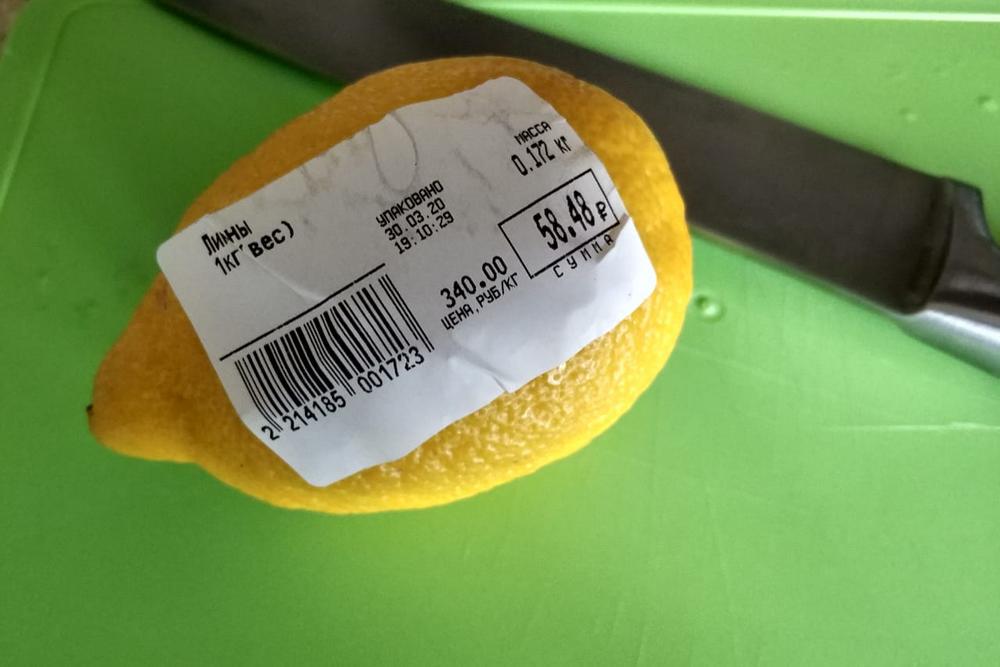 Лимны
1кг(вес)
УПАКОВАНО
30.03.20
19:10:29
МАССА
0.172 кг
340.00
ЦЕНА,РУБ/КГ
58.48 ₽
СУММА
2 214185 001723